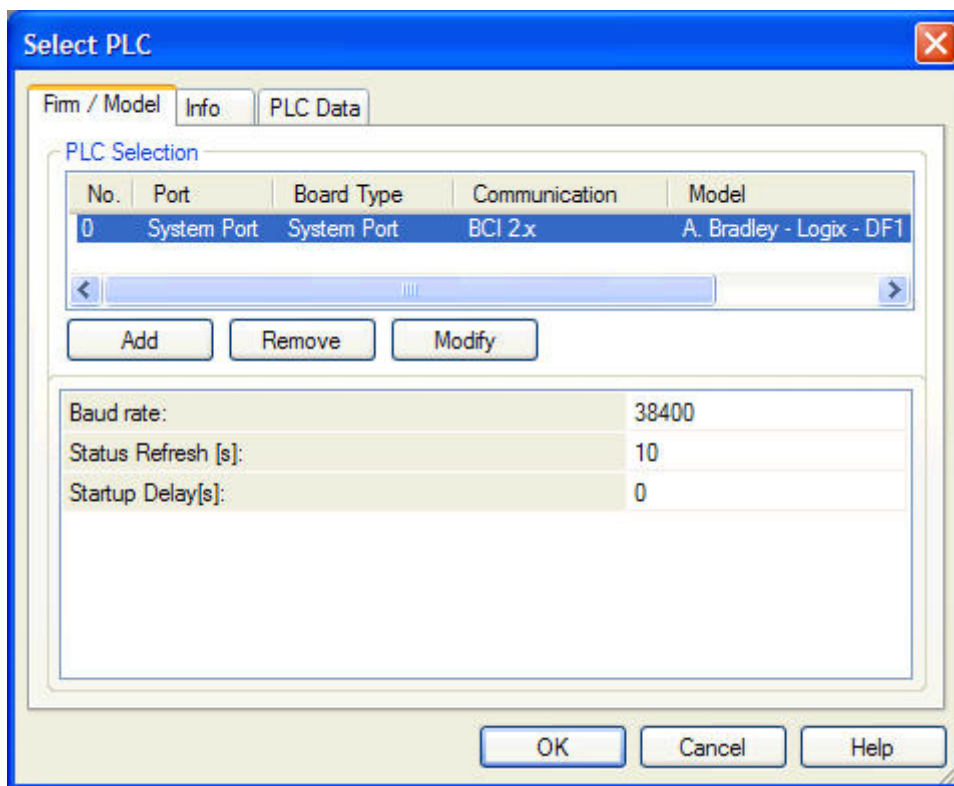 Select PLC
Firm / Model Info PLC Data
PLC Selection
No. Port Board Type Communication Model
0 System Port System Port BCI 2.x A. Bradley - Logix - DF1
Add Remove Modify
Baud rate: 38400
Status Refresh [s]: 10
Startup Delay[s]: 0
OK Cancel Help